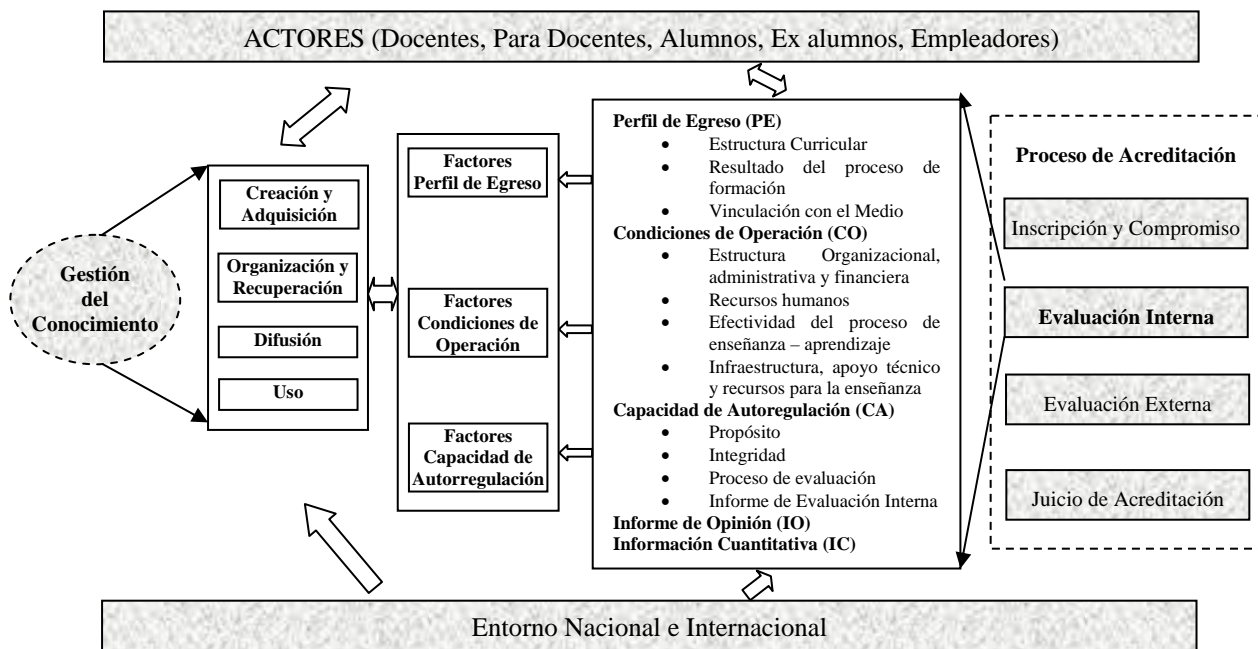 ACTORES (Docentes, Para Docentes, Alumnos, Ex alumnos, Empleadores)
Gestión
del
Conocimiento
Creación y
Adquisición
Organización y
Recuperación
Difusión
Uso
Factores
Perfil de Egreso
Factores
Condiciones de
Operación
Factores
Capacidad de
Autorregulación
Perfil de Egreso (PE)
• Estructura Curricular
• Resultado del proceso de
formación
• Vinculación con el Medio
Condiciones de Operación (CO)
• Estructura Organizacional,
administrativa y financiera
• Recursos humanos
• Efectividad del proceso de
enseñanza – aprendizaje
• Infraestructura, apoyo técnico
y recursos para la enseñanza
Capacidad de Autoregulación (CA)
• Propósito
• Integridad
• Proceso de evaluación
• Informe de Evaluación Interna
Informe de Opinión (IO)
Información Cuantitativa (IC)
Proceso de Acreditación
Inscripción y Compromiso
Evaluación Interna
Evaluación Externa
Juicio de Acreditación
Entorno Nacional e Internacional